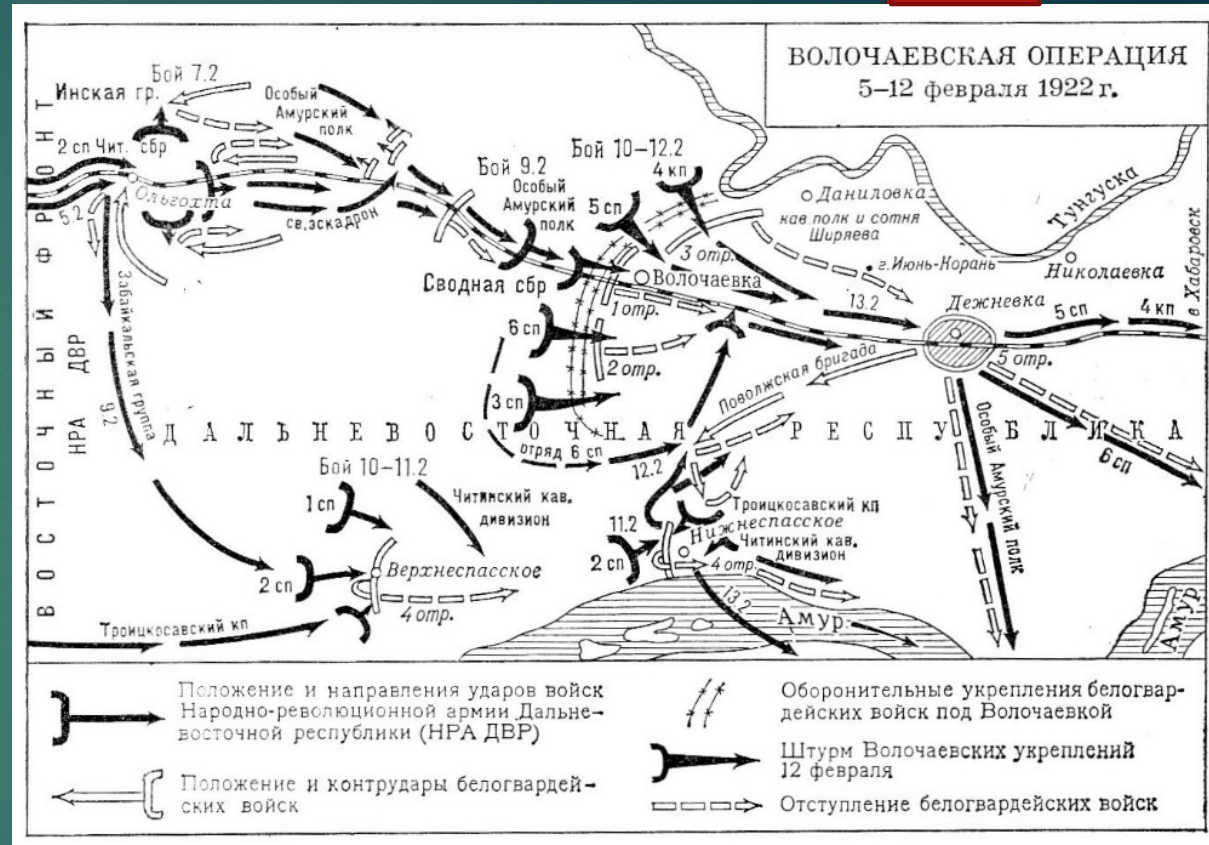 ВОЛОЧАЕВСКАЯ ОПЕРАЦИЯ
5–12 февраля 1922 г.
ВОСТОЧНЫЙ ФРОНТ
НРА ДВР
Бой 7.2
Инская гр.
Особый
Амурский
полк
2 сп Чит. сбр
Ольгохта
5.2
св. эскадрон
Забайкальская группа
9.2
Бой 9.2
Особый
Амурский
полк
Бой 10–12.2
4 кп
5 сп
Сводная сбр
Волочаевка
3 отр.
1 отр.
6 сп
2 отр.
3 сп
отряд 6 сп
12.2
Даниловка
кав. полк и сотня
Ширяева
г. Июнь-Корань
Тунгуска
Николаевка
в Хабаровск
13.2
Дежневка
5 сп
4 кп
5 отр.
Поволжская бригада
ДАЛЬНЕВОСТОЧНАЯ РЕСПУБЛИКА
Особый Амурский полк
6 сп
Бой 10–11.2
1 сп
Читинский кав.
дивизион
2 сп
Верхнеспасское
4 отр.
Троицкосавский кп
11.2
Троицкосавский кп
Нижнеспасское
Читинский кав.
дивизион
2 сп
4 отр.
13.2
Амур
Амур
Положение и направления ударов войск
Народно-революционной армии Дальне-
восточной республики (НРА ДВР)
Положение и контрудары белогвардей-
ских войск
Оборонительные укрепления белогвар-
дейских войск под Волочаевкой
Штурм Волочаевских укреплений
12 февраля
Отступление белогвардейских войск